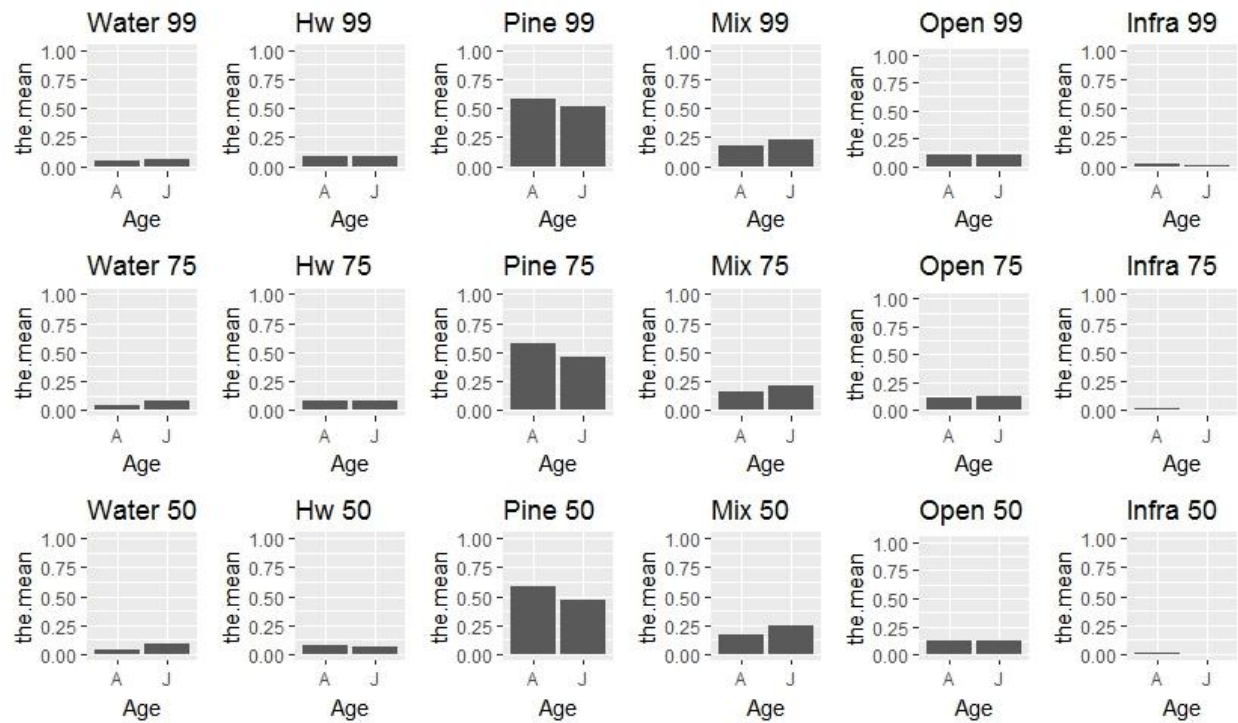 Water 99 Hw 99 Pine 99 Mix 99 Open 99 Infra 99
1.00 1.00 1.00 1.00 1.00 1.00
0.75 0.75 0.75 0.75 0.75 0.75
0.50 0.50 0.50 0.50 0.50 0.50
0.25 0.25 0.25 0.25 0.25 0.25
0.00 0.00 0.00 0.00 0.00 0.00
the.mean the.mean the.mean the.mean the.mean the.mean
A J A J A J A J A J A J
Age Age Age Age Age Age
Water 75 Hw 75 Pine 75 Mix 75 Open 75 Infra 75
1.00 1.00 1.00 1.00 1.00 1.00
0.75 0.75 0.75 0.75 0.75 0.75
0.50 0.50 0.50 0.50 0.50 0.50
0.25 0.25 0.25 0.25 0.25 0.25
0.00 0.00 0.00 0.00 0.00 0.00
the.mean the.mean the.mean the.mean the.mean the.mean
A J A J A J A J A J A J
Age Age Age Age Age Age
Water 50 Hw 50 Pine 50 Mix 50 Open 50 Infra 50
1.00 1.00 1.00 1.00 1.00 1.00
0.75 0.75 0.75 0.75 0.75 0.75
0.50 0.50 0.50 0.50 0.50 0.50
0.25 0.25 0.25 0.25 0.25 0.25
0.00 0.00 0.00 0.00 0.00 0.00
the.mean the.mean the.mean the.mean the.mean the.mean
A J A J A J A J A J A J
Age Age Age Age Age Age